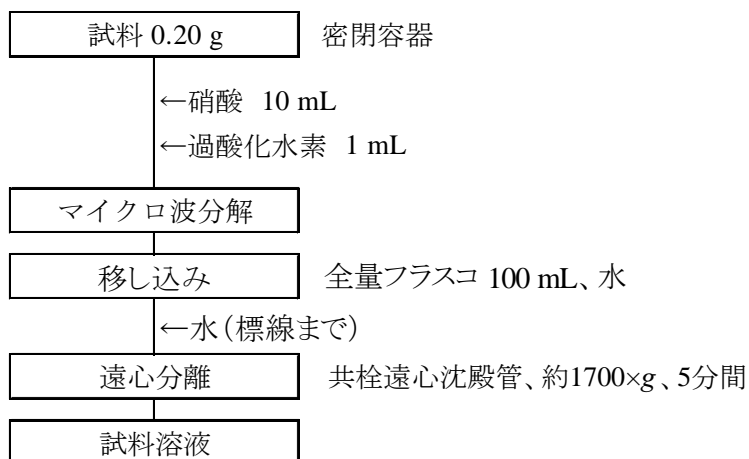 試料 0.20 g　密閉容器
←硝酸 10 mL
←過酸化水素 1 mL
マイクロ波分解
移し込み　全量フラスコ 100 mL、水
←水(標線まで)
遠心分離　共栓遠心沈殿管、約1700×g、5分間
試料溶液